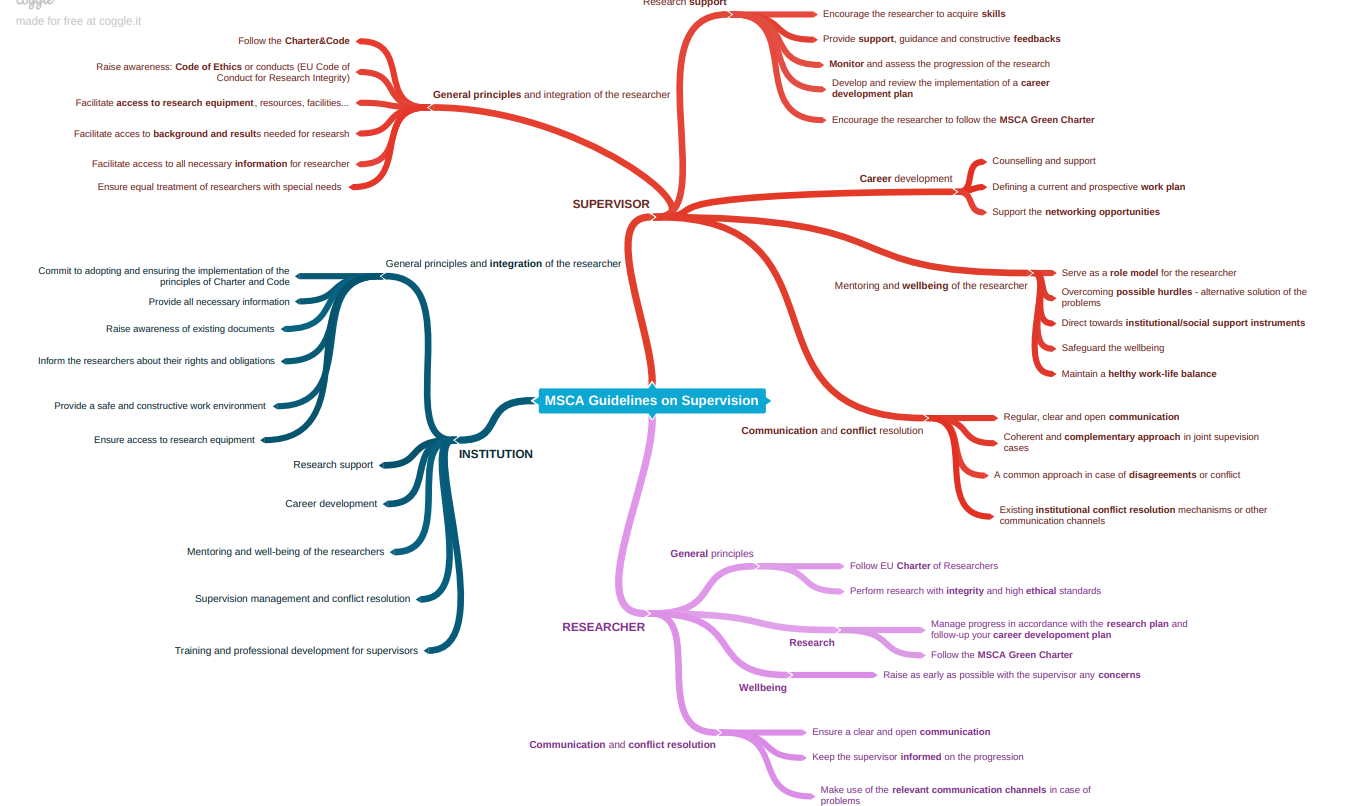 Coggle
made for free at coggle.it
Research support
Encourage the researcher to acquire skills
Provide support, guidance and constructive feedbacks
Monitor and assess the progression of the research
Develop and review the implementation of a career
development plan
Encourage the researcher to follow the MSCA Green Charter
Follow the Charter&Code
Raise awareness: Code of Ethics or conducts (EU Code of
Conduct for Research Integrity)
Facilitate access to research equipment, resources, facilities...
Facilitate acces to background and results needed for researsh
Facilitate access to all necessary information for researcher
Ensure equal treatment of researchers with special needs
General principles and integration of the researcher
Career development
Counselling and support
Defining a current and prospective work plan
Support the networking opportunities
SUPERVISOR
Mentoring and wellbeing of the researcher
Serve as a role model for the researcher
Overcoming possible hurdles - alternative solution of the
problems
Direct towards institutional/social support instruments
Safeguard the wellbeing
Maintain a helthy work-life balance
General principles and integration of the researcher
Commit to adopting and ensuring the implementation of the
principles of Charter and Code
Provide all necessary information
Raise awareness of existing documents
Inform the researchers about their rights and obligations
Provide a safe and constructive work environment
Ensure access to research equipment
MSCA Guidelines on Supervision
Communication and conflict resolution
Regular, clear and open communication
Coherent and complementary approach in joint supevision
cases
A common approach in case of disagreements or conflict
Existing institutional conflict resolution mechanisms or other
communication channels
INSTITUTION
Research support
Career development
Mentoring and well-being of the researchers
Supervision management and conflict resolution
Training and professional development for supervisors
General principles
Follow EU Charter of Researchers
Perform research with integrity and high ethical standards
RESEARCHER
Research
Manage progress in accordance with the research plan and
follow-up your career developoment plan
Follow the MSCA Green Charter
Wellbeing
Raise as early as possible with the supervisor any concerns
Communication and conflict resolution
Ensure a clear and open communication
Keep the supervisor informed on the progression
Make use of the relevant communication channels in case of
problems